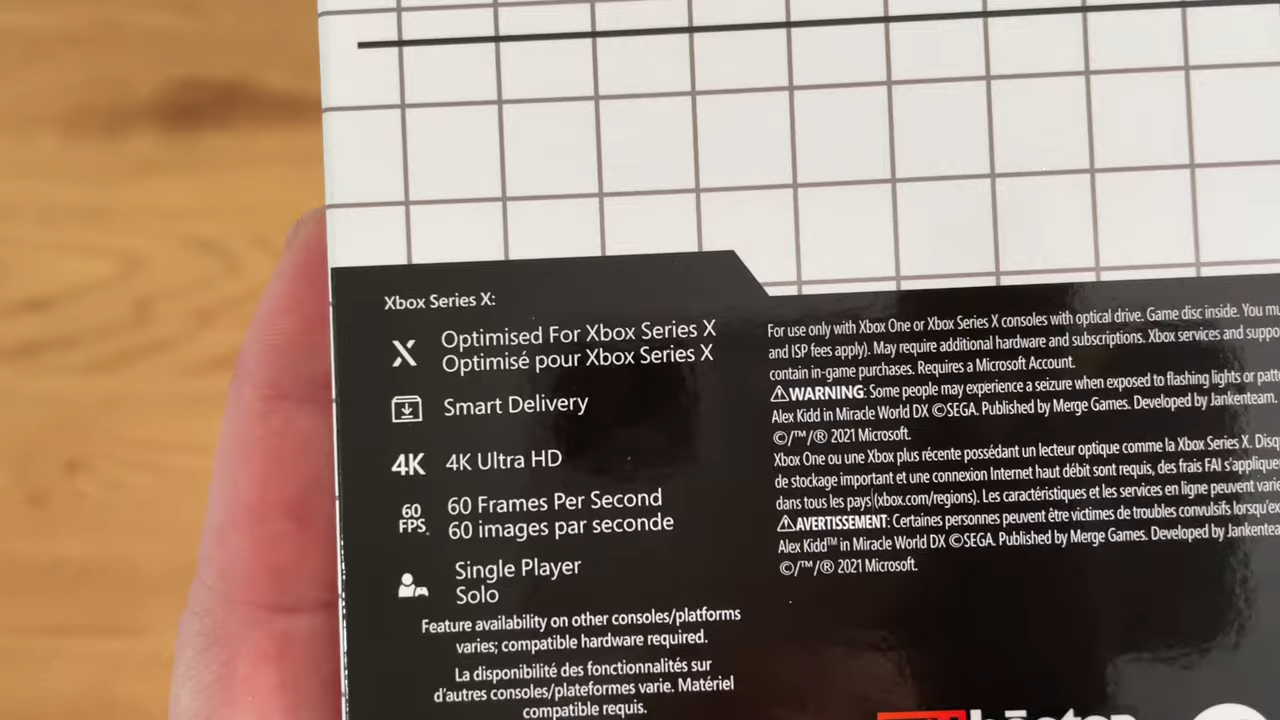 Xbox Series X:
Optimised For Xbox Series X
Optimisé pour Xbox Series X
Smart Delivery
4K
4K Ultra HD
60
FPS
60 Frames Per Second
60 images par seconde
Single Player
Solo
Feature availability on other consoles/platforms
varies; compatible hardware required.
La disponibilité des fonctionnalités sur
d'autres consoles/plateformes varie. Matériel
compatible requis.
For use only with Xbox One or Xbox Series X consoles with optical drive. Game disc inside. You
and ISP fees apply). May require additional hardware and subscriptions. Xbox services and
contain in-game purchases. Requires a Microsoft Account.
⚠WARNING: Some people may experience a seizure when exposed to flashing lights or
Alex Kidd in Miracle World DX ©SEGA. Published by Merge Games. Developed by Jankenteam.
©/™/® 2021 Microsoft.
Xbox One ou une Xbox plus récente possédant un lecteur optique comme la Xbox Series X.
de stockage important et une connexion Internet haut débit sont requis, des frais FAI
dans tous les pays (xbox.com/regions). Les caractéristiques et les services en ligne peuvent
⚠AVERTISSEMENT: Certaines personnes peuvent être victimes de troubles convulsifs
Alex Kidd™ in Miracle World DX ©SEGA. Published by Merge Games. Developed by
©/™/® 2021 Microsoft.